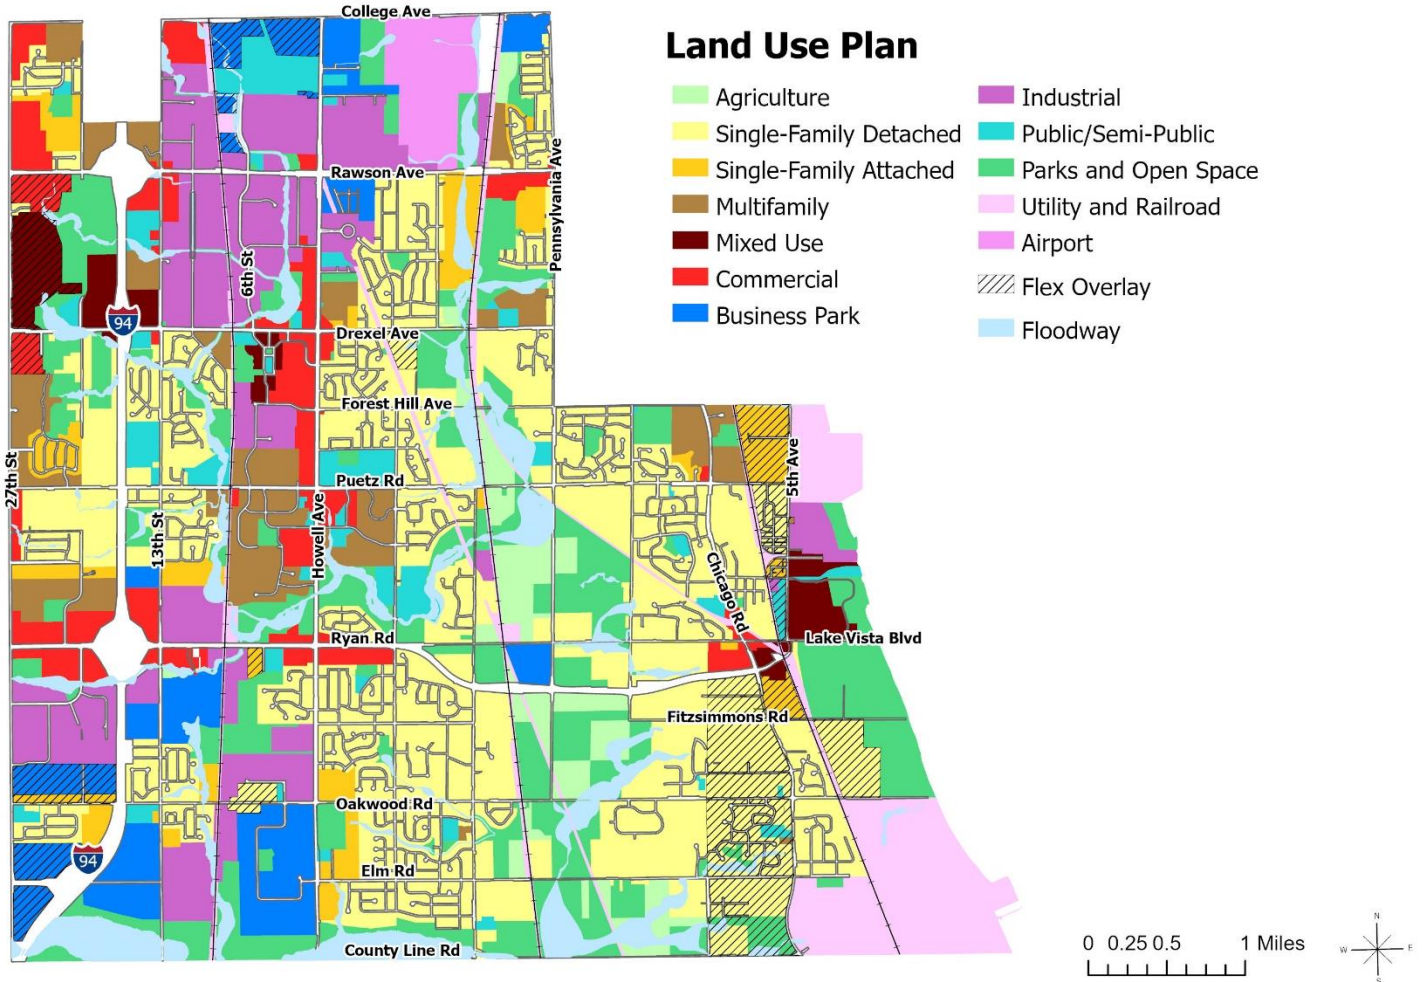 College Ave
Land Use Plan
Agriculture
Single-Family Detached
Single-Family Attached
Multifamily
Mixed Use
Commercial
Business Park
Industrial
Public/Semi-Public
Parks and Open Space
Utility and Railroad
Airport
Flex Overlay
Floodway
Rawson Ave
Pennsylvania Ave
6th St
94
Drexel Ave
Forest Hill Ave
27th St
Puetz Rd
5th Ave
13th St
Howell Ave
Chicago Rd
Ryan Rd
Lake Vista Blvd
Fitzsimmons Rd
Oakwood Rd
94
Elm Rd
County Line Rd
0 0.25 0.5 1 Miles
N
W E
S